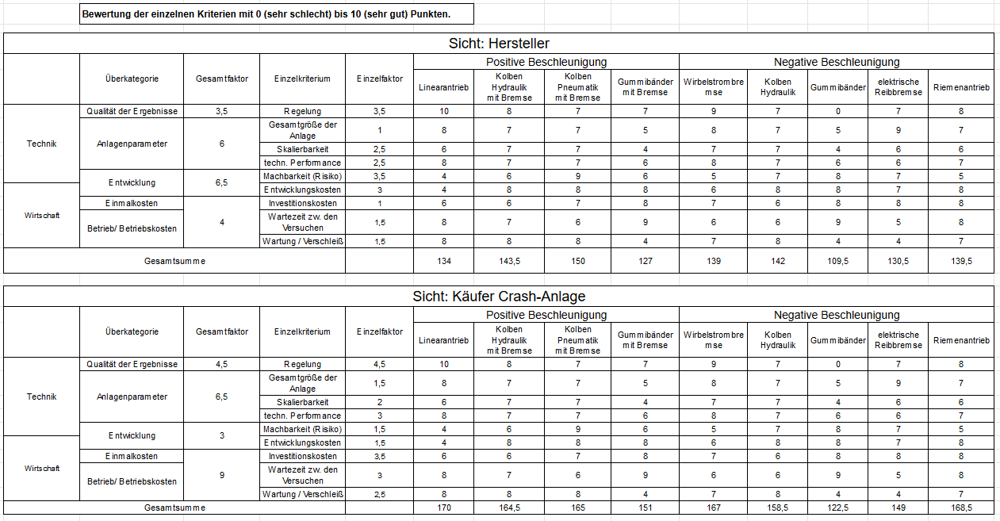 Bewertung der einzelnen Kriterien mit 0 (sehr schlecht) bis 10 (sehr gut) Punkten.
Sicht: Hersteller
Überkategorie Gesamtfaktor Einzelkriterium Einzelfaktor Positive Beschleunigung Negative Beschleunigung
Linearantrieb Kolben Hydraulik mit Bremse Kolben Pneumatik mit Bremse Gummibänder mit Bremse Wirbelstrombremse Kolben Hydraulik Gummibänder elektrische Reibbremse Riemenantrieb
Technik Qualität der Ergebnisse 3,5 Regelung 3,5 10 8 7 7 9 7 0 7 8
Anlagenparameter 6 Gesamtgröße der Anlage 1 8 7 7 5 8 7 5 9 7
Skalierbarkeit 2,5 6 7 7 4 7 7 4 6 6
techn. Performance 2,5 8 7 7 6 8 7 6 6 7
Entwicklung 6,5 Machbarkeit (Risiko) 3,5 4 6 9 6 5 7 8 7 5
Wirtschaft Entwicklungskosten 3 4 8 8 8 6 8 8 7 8
Einmalkosten 4 Investitionskosten 1 6 6 7 8 7 6 8 8 8
Betrieb/ Betriebskosten Wartezeit zw. den Versuchen 1,5 8 7 6 9 6 6 9 5 8
Wartung / Verschleiß 1,5 8 8 8 4 7 8 4 4 7
Gesamtsumme 134 143,5 150 127 139 142 109,5 130,5 139,5
Sicht: Käufer Crash-Anlage
Überkategorie Gesamtfaktor Einzelkriterium Einzelfaktor Positive Beschleunigung Negative Beschleunigung
Linearantrieb Kolben Hydraulik mit Bremse Kolben Pneumatik mit Bremse Gummibänder mit Bremse Wirbelstrombremse Kolben Hydraulik Gummibänder elektrische Reibbremse Riemenantrieb
Technik Qualität der Ergebnisse 4,5 Regelung 4,5 10 8 7 7 9 7 0 7 8
Anlagenparameter 6,5 Gesamtgröße der Anlage 1,5 8 7 7 5 8 7 5 9 7
Skalierbarkeit 2 6 7 7 4 7 7 4 6 6
techn. Performance 3 8 7 7 6 8 7 6 6 7
Entwicklung 3 Machbarkeit (Risiko) 1,5 4 6 9 6 5 7 8 7 5
Wirtschaft Entwicklungskosten 1,5 4 8 8 8 6 8 8 7 8
Einmalkosten 9 Investitionskosten 3,5 6 6 7 8 7 6 8 8 8
Betrieb/ Betriebskosten Wartezeit zw. den Versuchen 3 8 7 6 9 6 6 9 5 8
Wartung / Verschleiß 2,5 8 8 8 4 7 8 4 4 7
Gesamtsumme 170 164,5 165 151 167 158,5 122,5 149 168,5